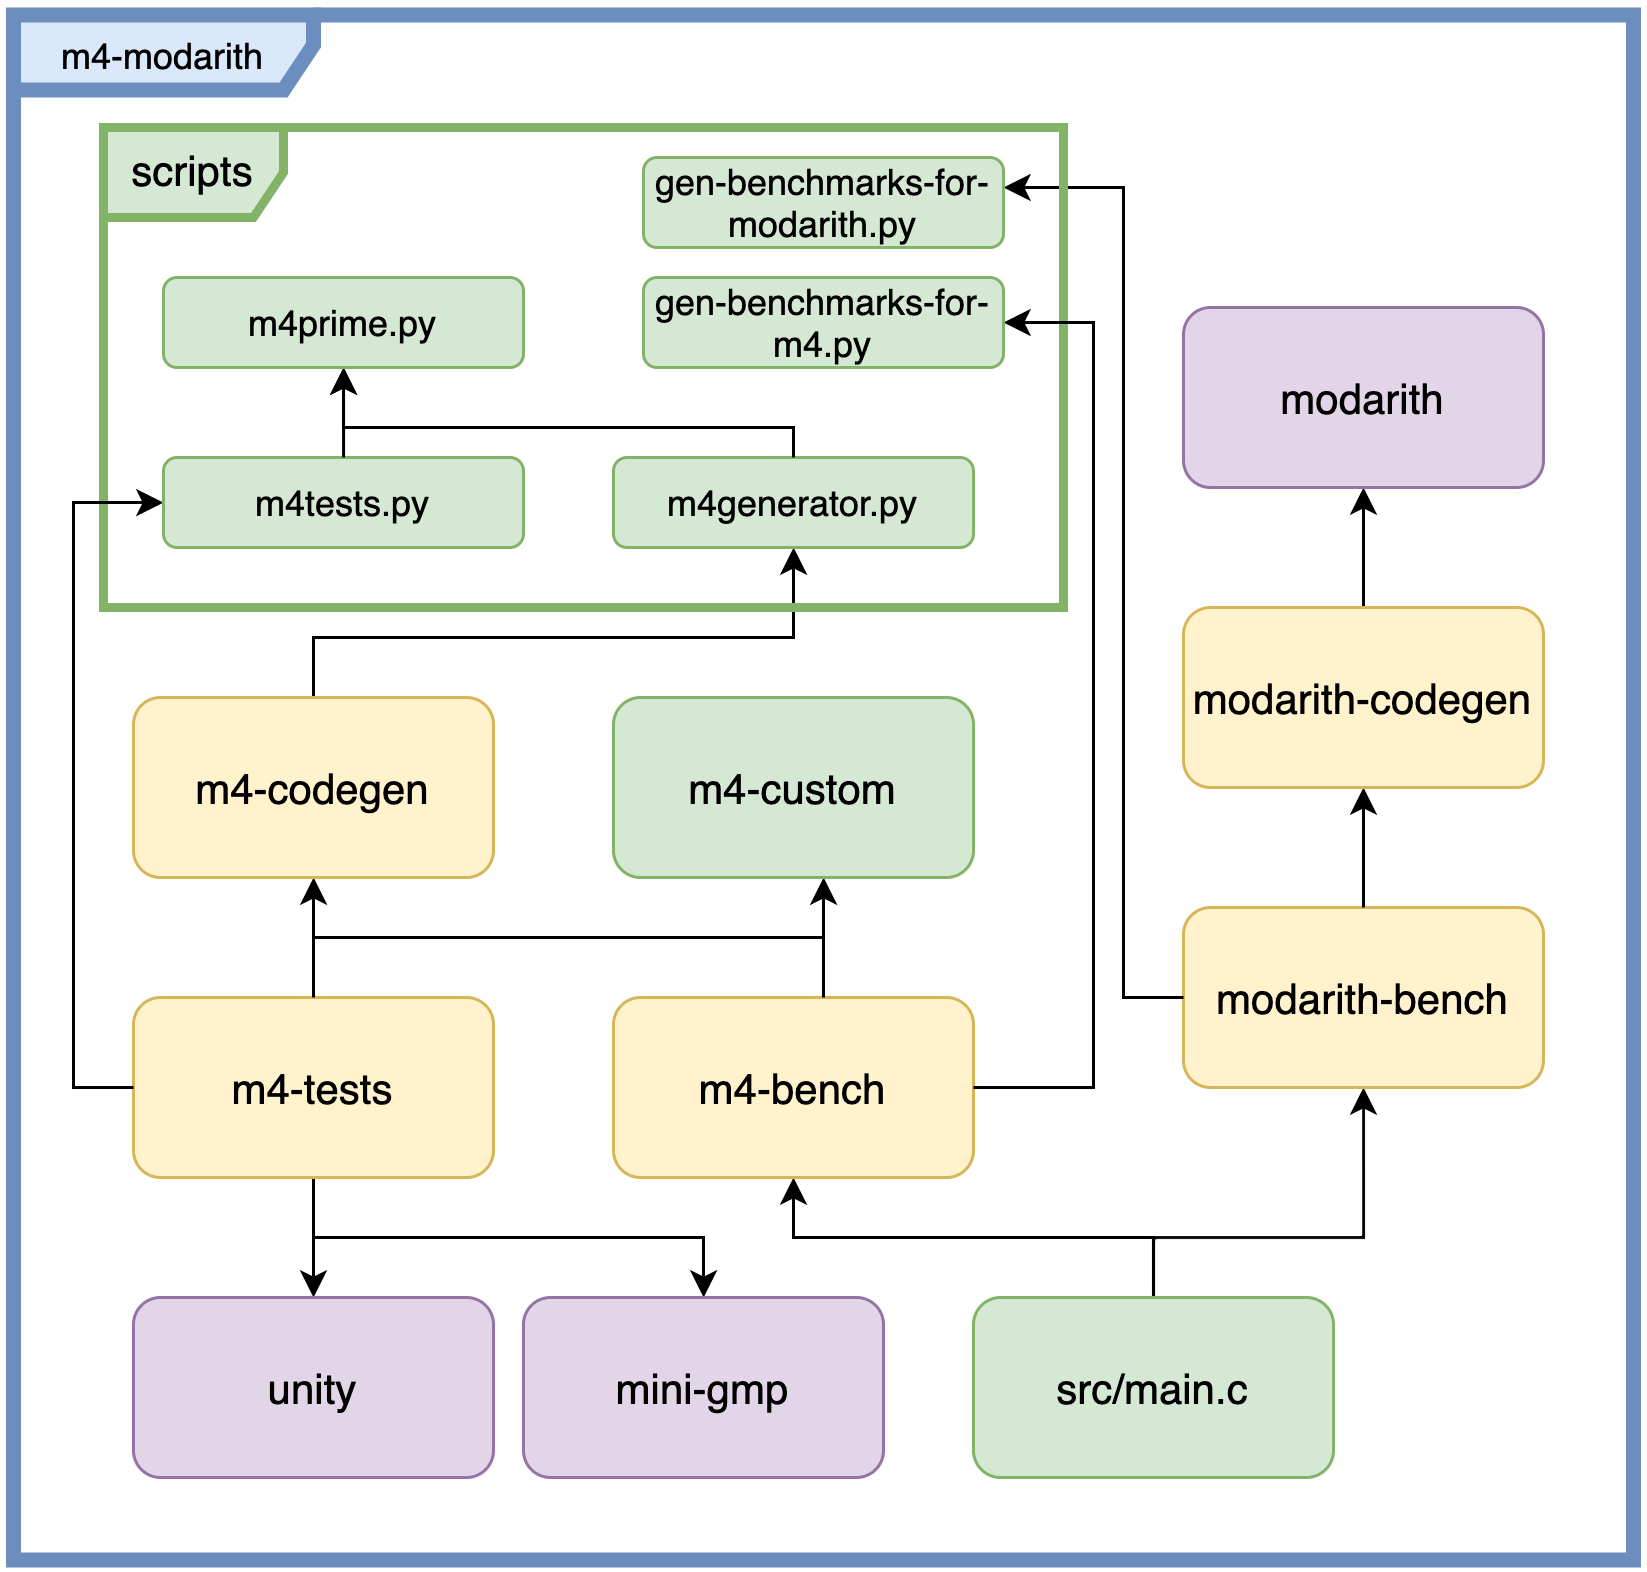 m4-modarith
scripts
gen-benchmarks-for-
modarith.py
m4prime.py
gen-benchmarks-for-
m4.py
modarith
m4tests.py
m4generator.py
modarith-codegen
m4-codegen
m4-custom
modarith-bench
m4-tests
m4-bench
unity
mini-gmp
src/main.c